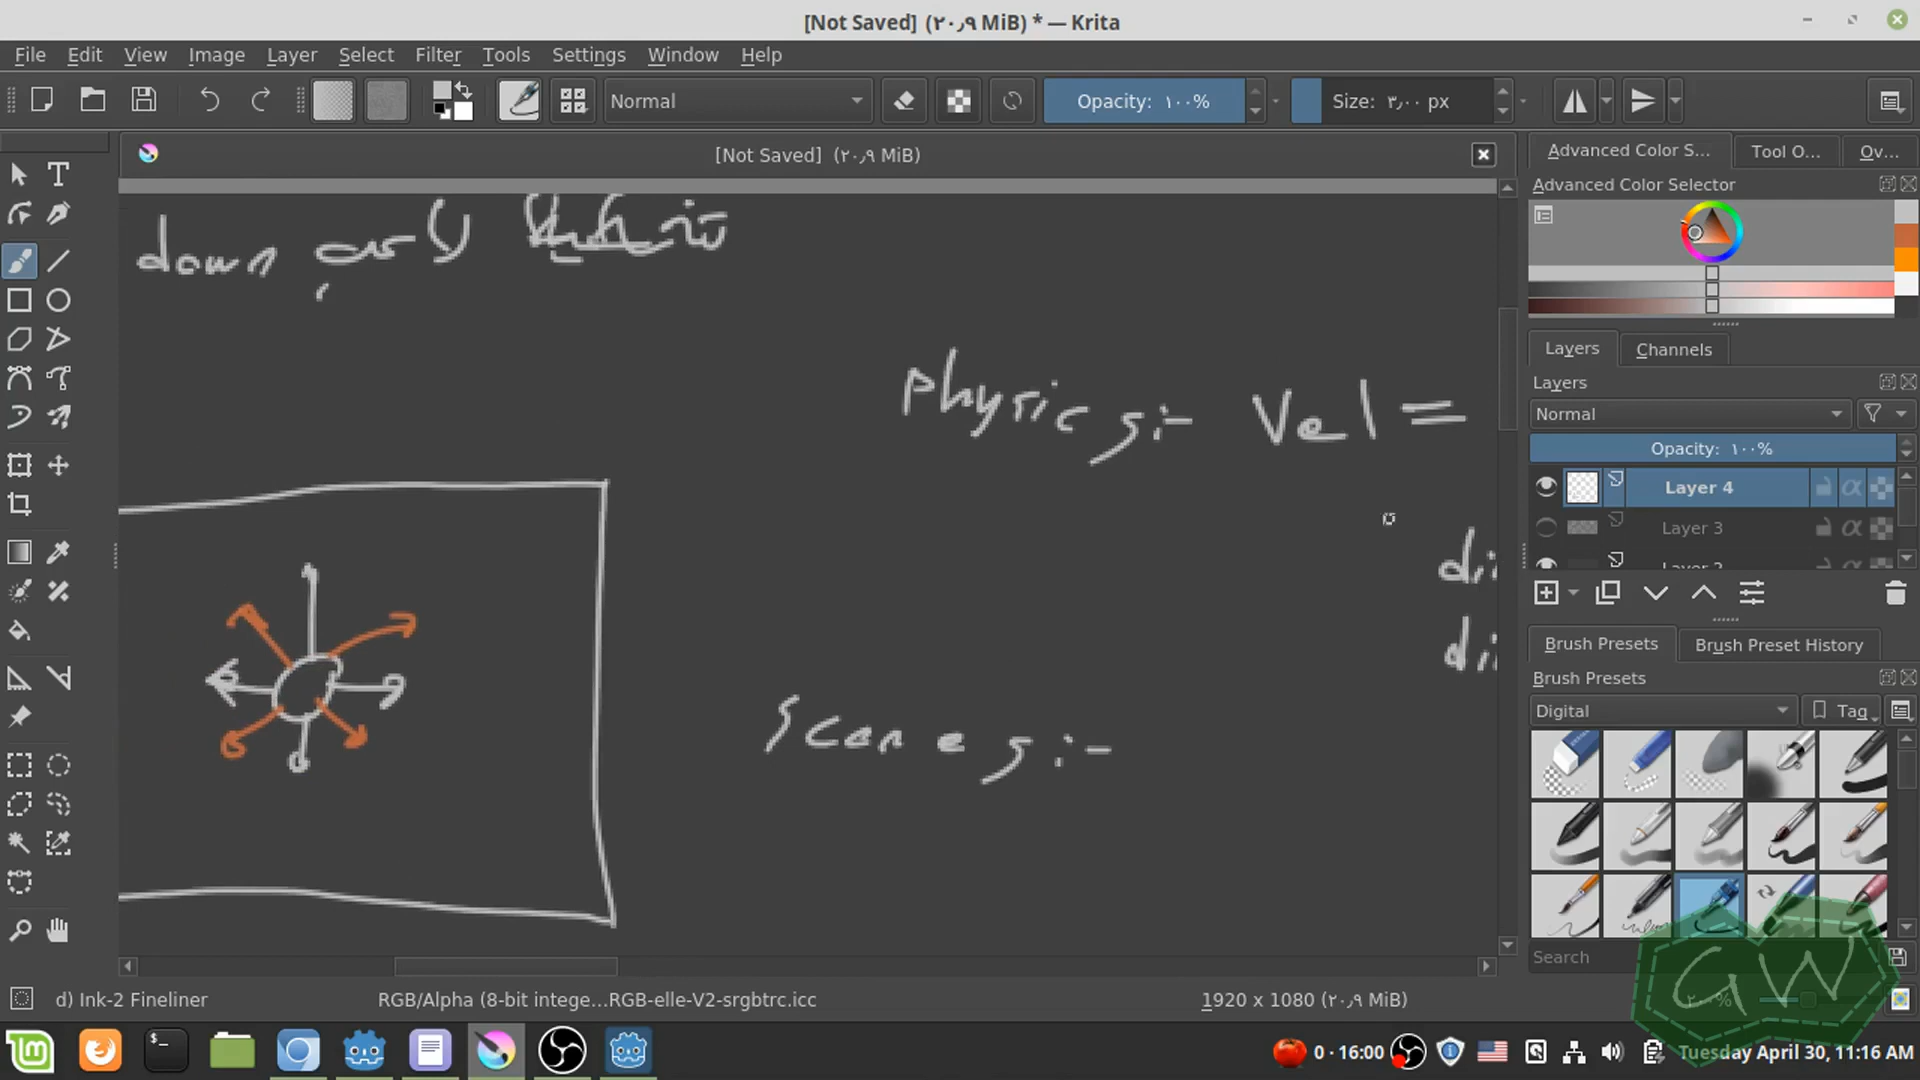 [Not Saved] (٢٠٫٩ MiB) * — Krita
File Edit View Image Layer Select Filter Tools Settings Window Help
Normal Opacity: ١٠٠% Size: ٣٫٠٠ px
[Not Saved] (٢٠٫٩ MiB)
Advanced Color S... Tool O... Ov...
Advanced Color Selector
down
physics:- Vel =
di
di
Scenes:-
Layers Channels
Layers
Normal
Opacity: ١٠٠%
Layer 4
Layer 3
Brush Presets Brush Preset History
Brush Presets
Digital Tag
Search
GW
d) Ink-2 Fineliner RGB/Alpha (8-bit intege...RGB-elle-V2-srgbtrc.icc 1920 x 1080 (٢٠٫٩ MiB)
0 · 16:00 Tuesday April 30, 11:16 AM